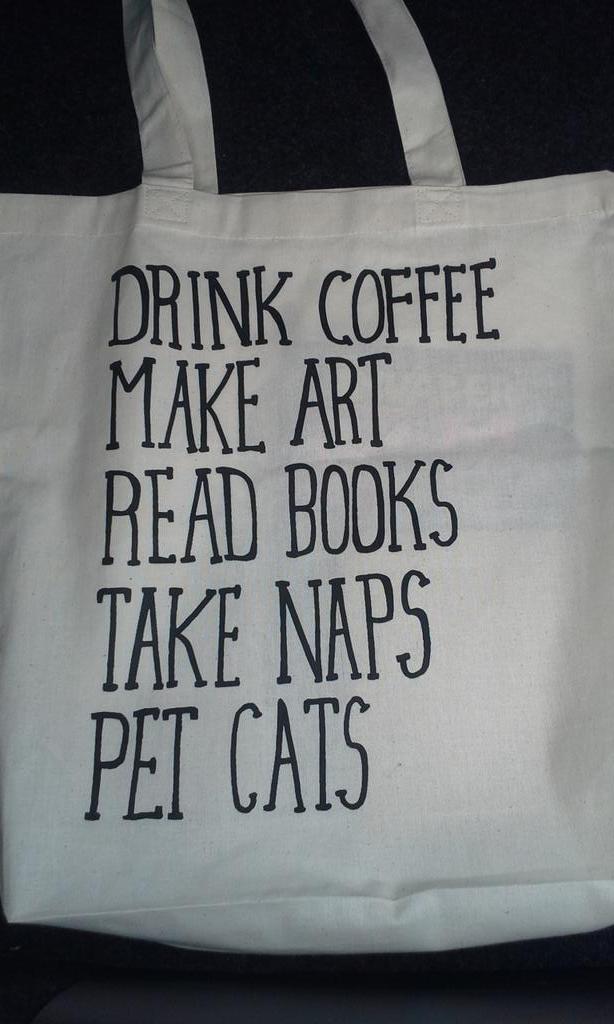 DRINK COFFEE
MAKE ART
READ BOOKS
TAKE NAPS
PET CATS